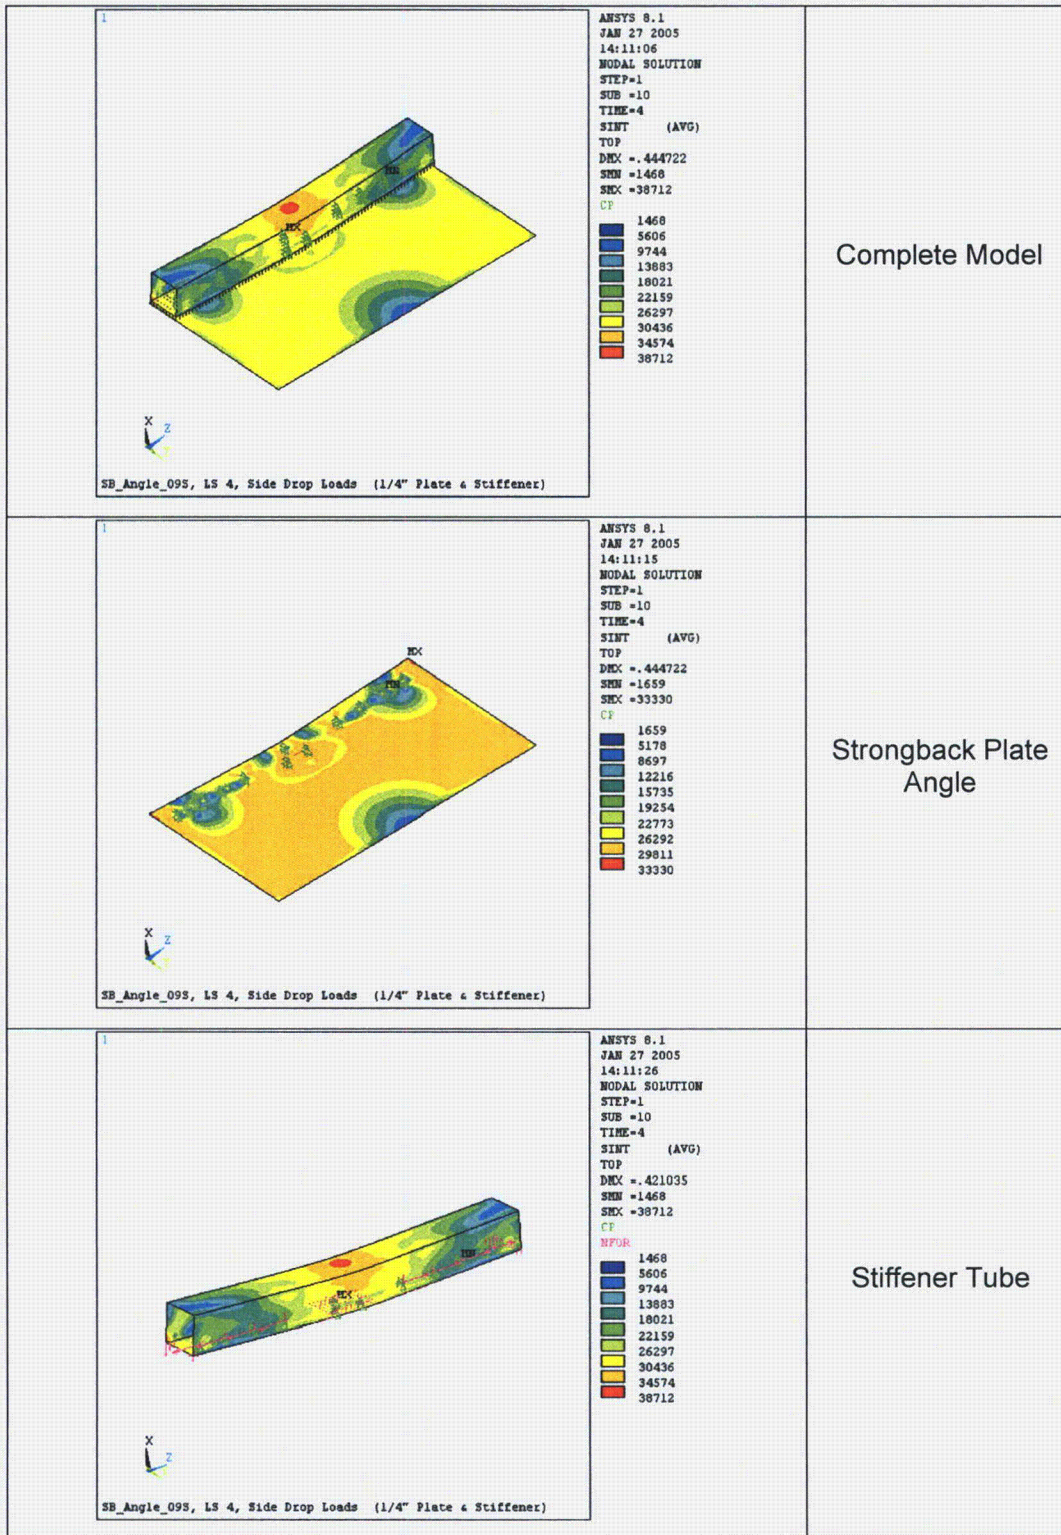 1
ANSYS 8.1
JAN 27 2005
14:11:06
NODAL SOLUTION
STEP=1
SUB =10
TIME=4
SINT (AVG)
TOP
DMX =.444722
SMN =1468
SMX =38712
CP
1468
5606
9744
13883
18021
22159
26297
30436
34574
38712
MN
MX
X
Z
SB_Angle_09S, LS 4, Side Drop Loads (1/4" Plate & Stiffener)
Complete Model
1
ANSYS 8.1
JAN 27 2005
14:11:15
NODAL SOLUTION
STEP=1
SUB =10
TIME=4
SINT (AVG)
TOP
DMX =.444722
SMN =1659
SMX =33330
CP
1659
5178
8697
12216
15735
19254
22773
26292
29811
33330
MX
MN
X
Z
SB_Angle_09S, LS 4, Side Drop Loads (1/4" Plate & Stiffener)
Strongback Plate
Angle
1
ANSYS 8.1
JAN 27 2005
14:11:26
NODAL SOLUTION
STEP=1
SUB =10
TIME=4
SINT (AVG)
TOP
DMX =.421035
SMN =1468
SMX =38712
CP
NFOR
1468
5606
9744
13883
18021
22159
26297
30436
34574
38712
MN
MX
X
Z
SB_Angle_09S, LS 4, Side Drop Loads (1/4" Plate & Stiffener)
Stiffener Tube